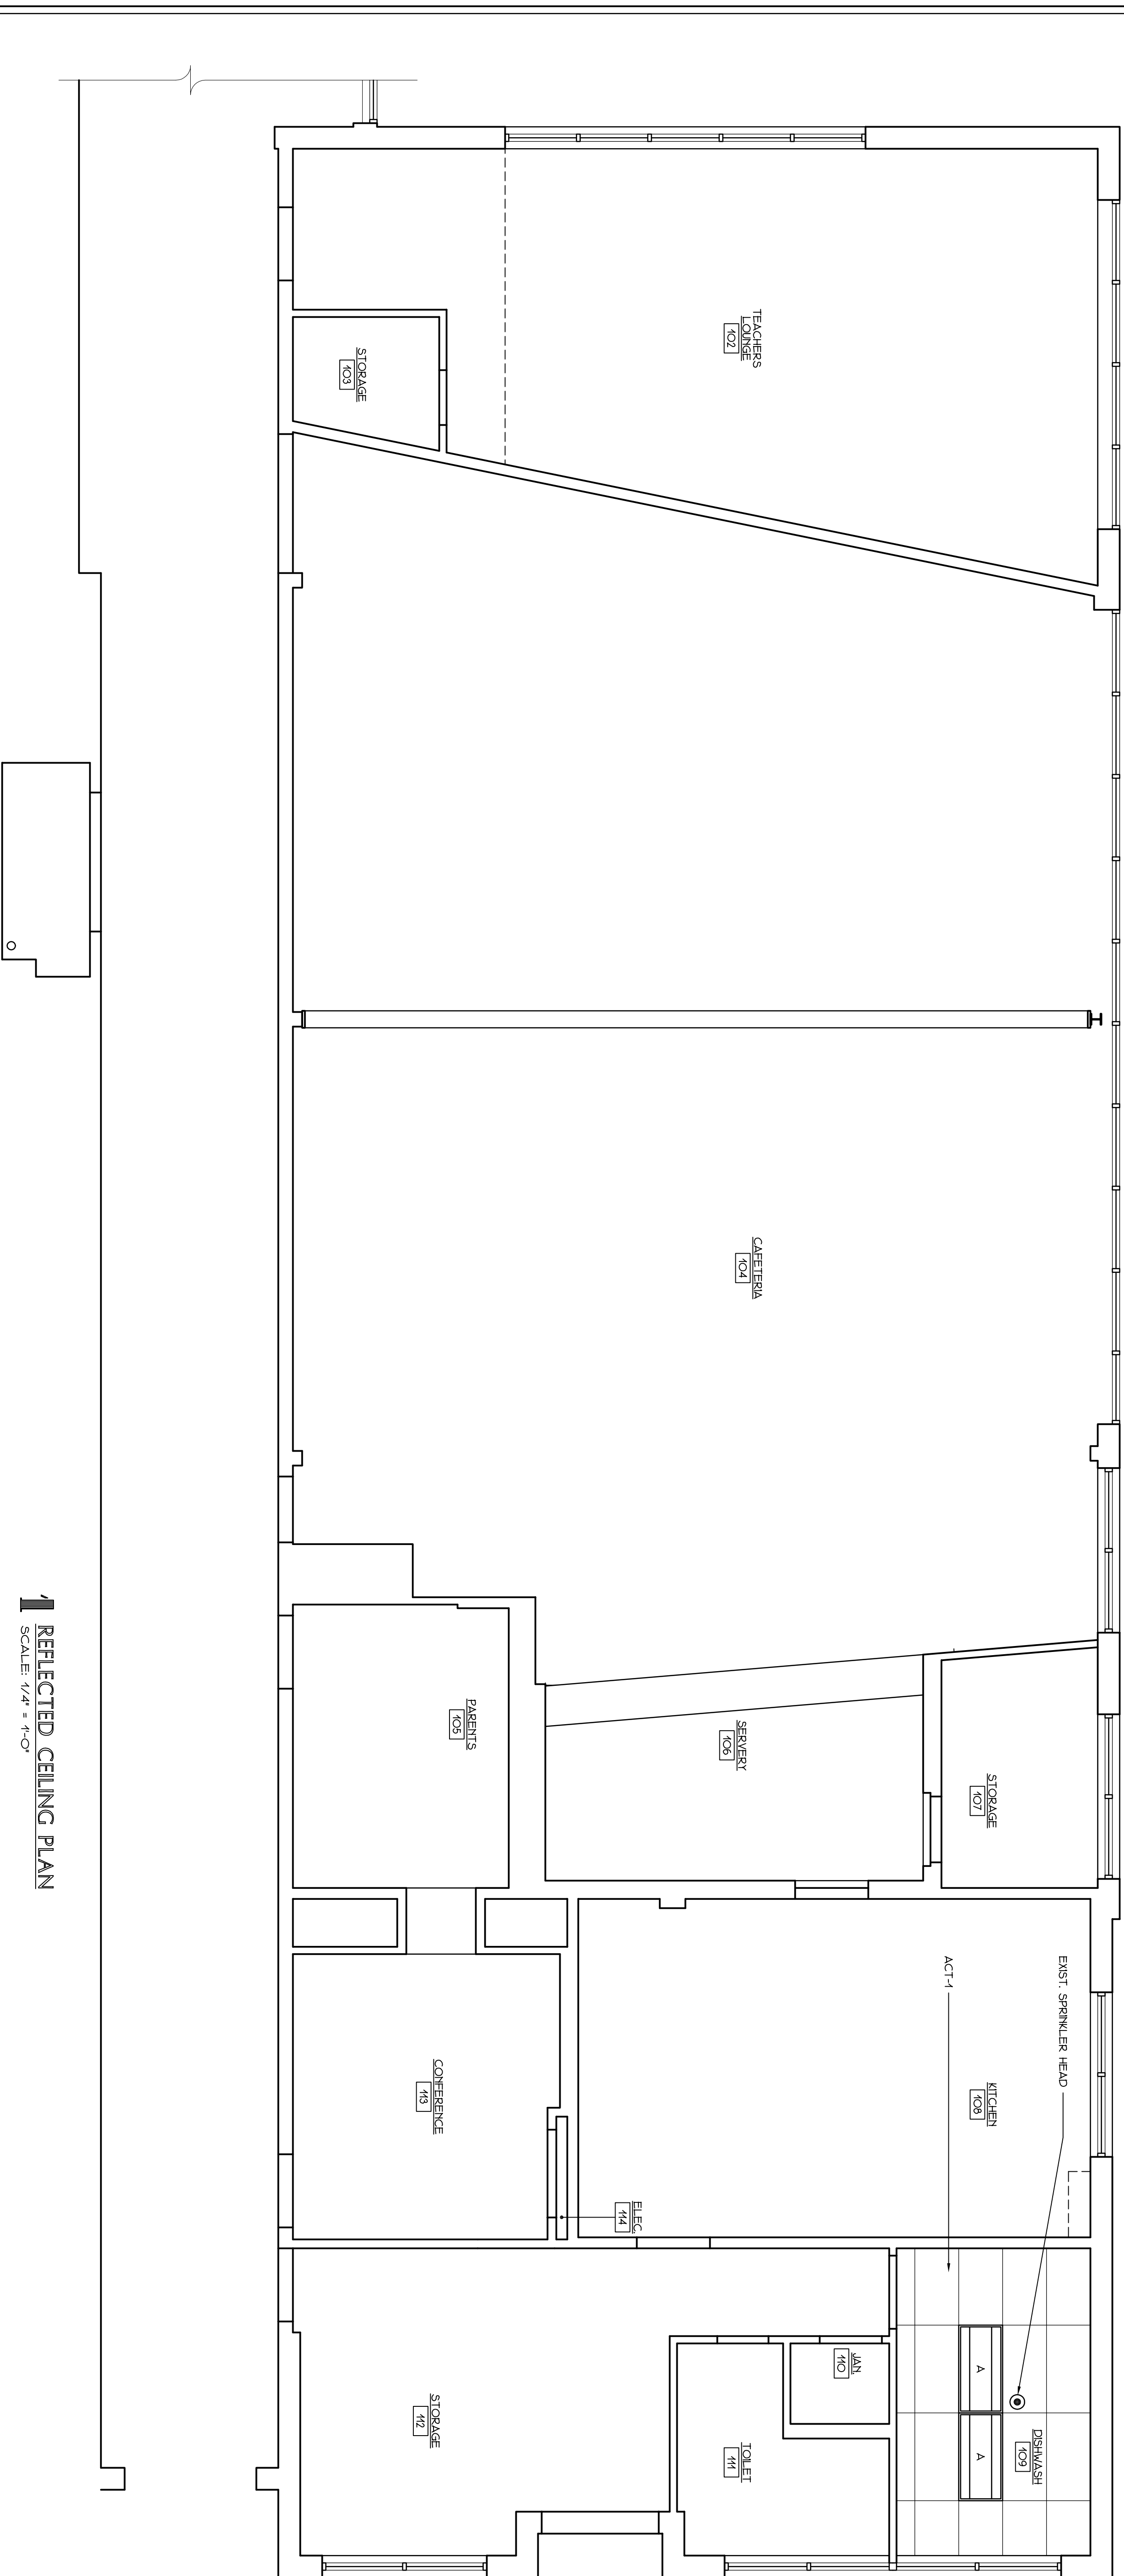 TEACHERS
LOUNGE
102
STORAGE
103
CAFETERIA
104
PARENTS
105
SERVERY
106
STORAGE
107
EXIST. SPRINKLER HEAD
ACT-1
KITCHEN
108
CONFERENCE
113
ELEC.
114
DISHWASH
109
A
A
JAN.
110
TOILET
111
STORAGE
112
1 REFLECTED CEILING PLAN
SCALE: 1/4" = 1'-0"